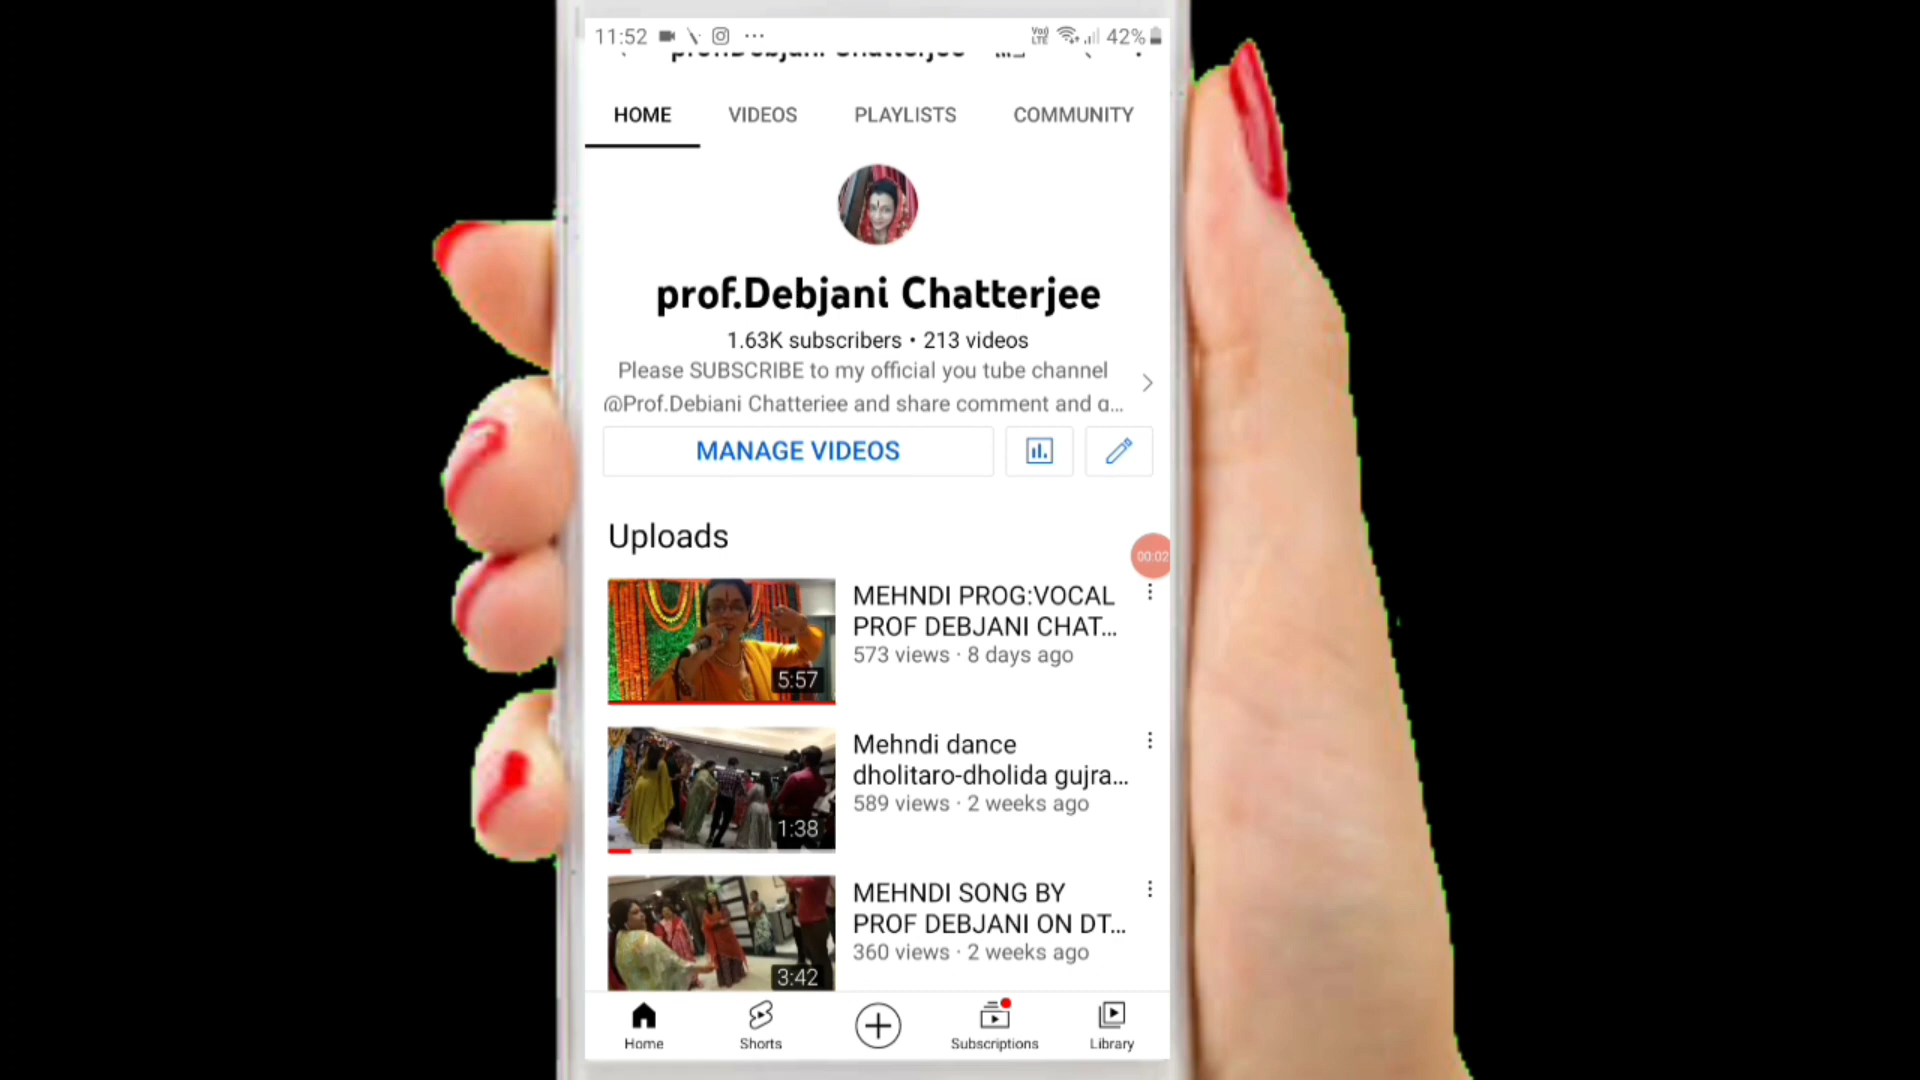 11:52
42%
prof.Debjani Chatterjee
HOME VIDEOS PLAYLISTS COMMUNITY
prof.Debjani Chatterjee
1.63K subscribers • 213 videos
Please SUBSCRIBE to my official you tube channel
@Prof.Debjani Chatterjee and share comment and g...
MANAGE VIDEOS
Uploads
00:02
MEHNDI PROG:VOCAL
PROF DEBJANI CHAT...
573 views · 8 days ago
5:57
Mehndi dance
dholitaro-dholida gujra...
589 views · 2 weeks ago
1:38
MEHNDI SONG BY
PROF DEBJANI ON DT...
360 views · 2 weeks ago
3:42
Home Shorts Subscriptions Library